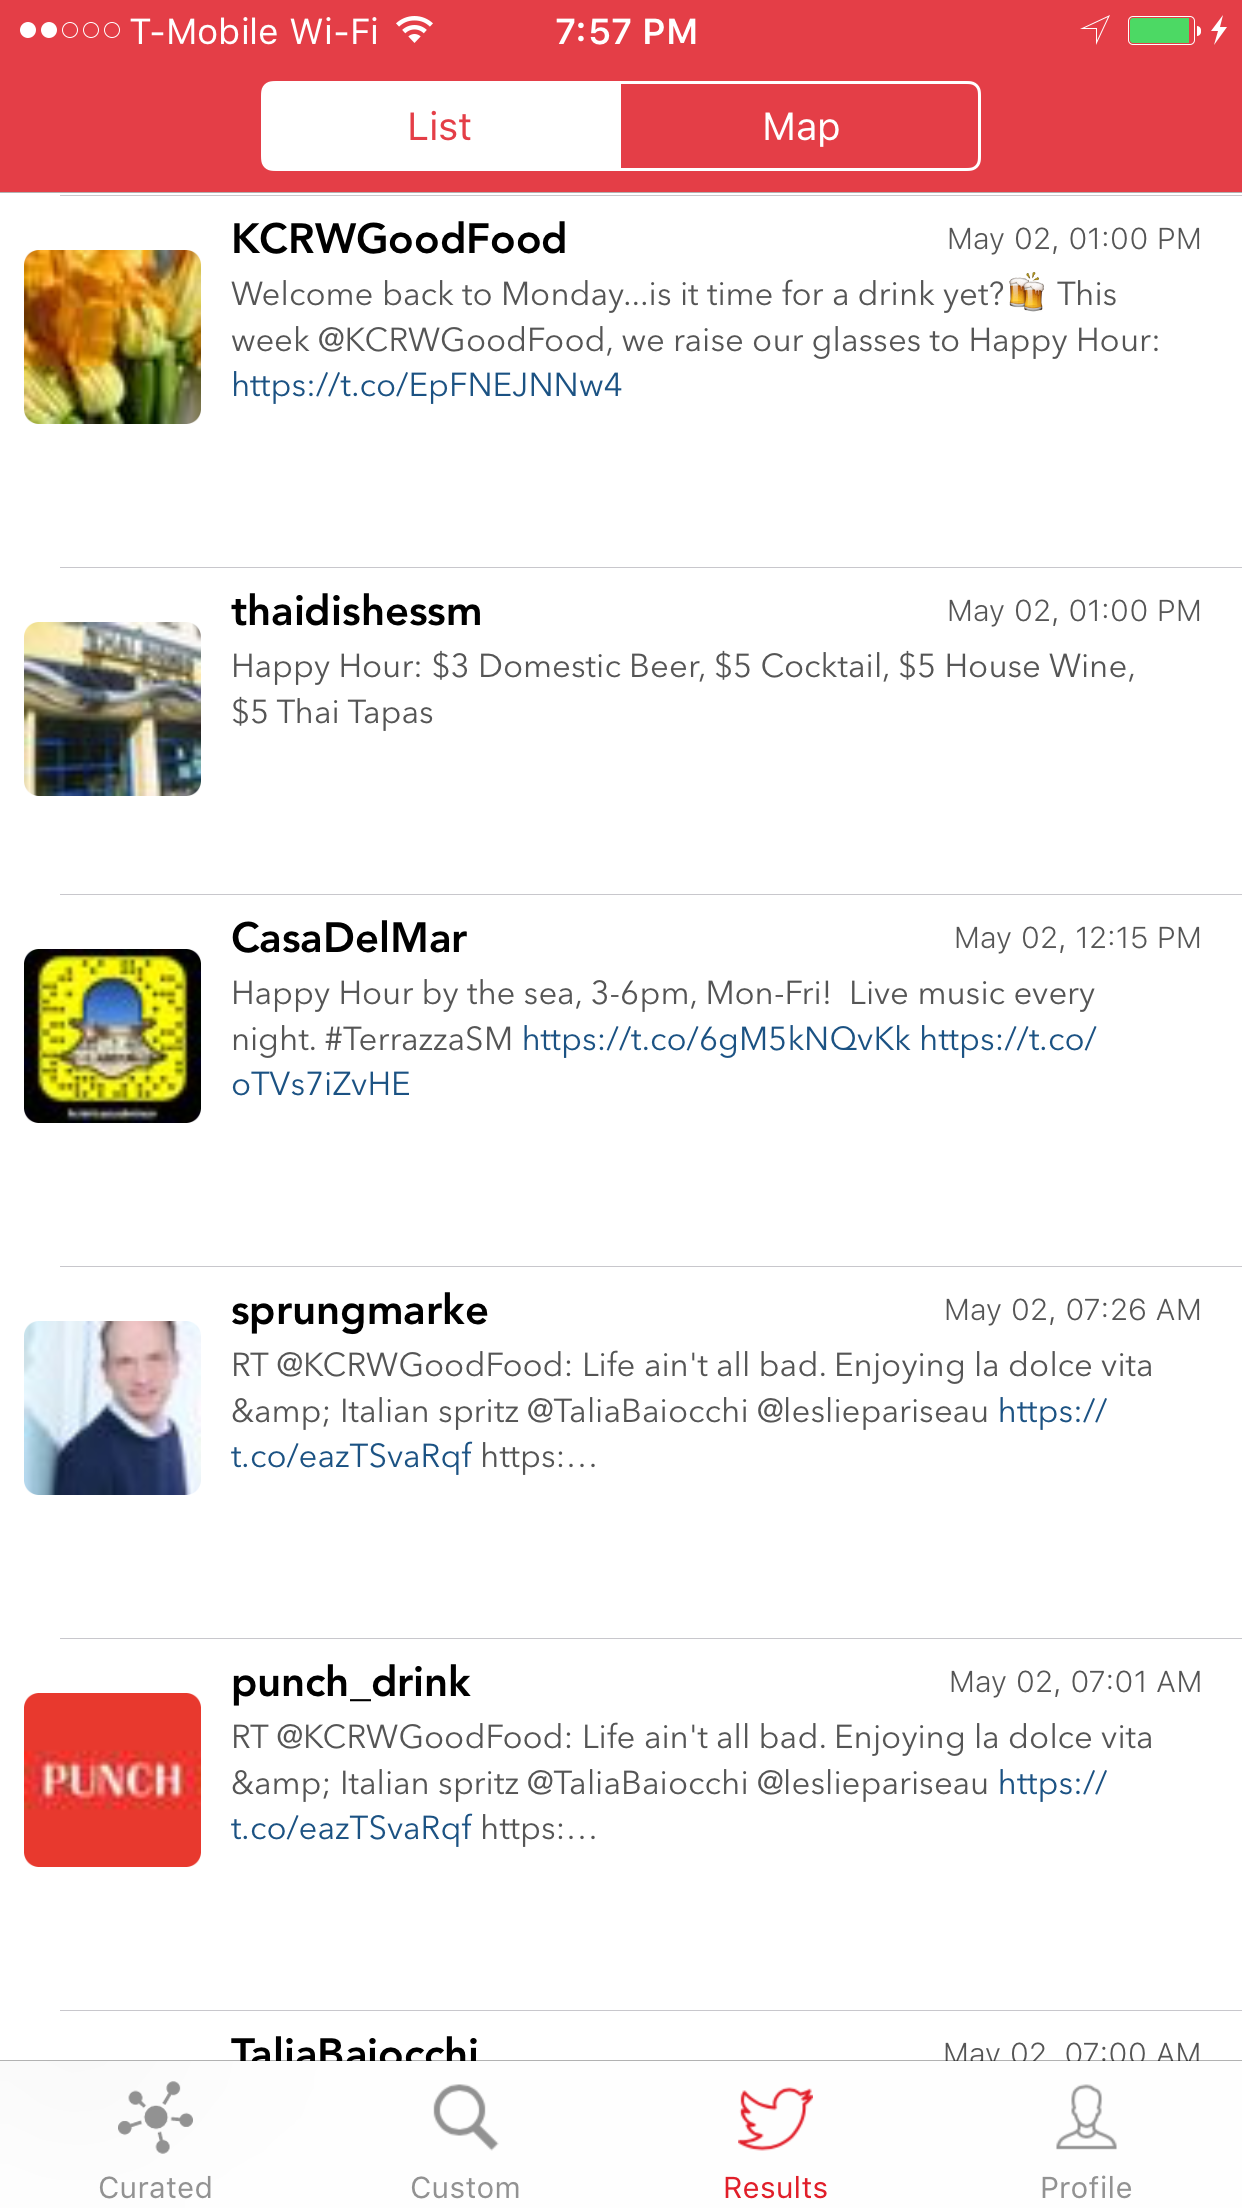 T-Mobile Wi-Fi 7:57 PM
List Map
KCRWGoodFood May 02, 01:00 PM
Welcome back to Monday...is it time for a drink yet?🍻 This
week @KCRWGoodFood, we raise our glasses to Happy Hour:
https://t.co/EpFNEJNNw4
thaidishessm May 02, 01:00 PM
Happy Hour: $3 Domestic Beer, $5 Cocktail, $5 House Wine,
$5 Thai Tapas
CasaDelMar May 02, 12:15 PM
Happy Hour by the sea, 3-6pm, Mon-Fri!  Live music every
night. #TerrazzaSM https://t.co/6gM5kNQvKk https://t.co/
oTVs7iZvHE
sprungmarke May 02, 07:26 AM
RT @KCRWGoodFood: Life ain't all bad. Enjoying la dolce vita
&amp; Italian spritz @TaliaBaiocchi @lesliepariseau https://
t.co/eazTSvaRqf https:…
punch_drink May 02, 07:01 AM
PUNCH
RT @KCRWGoodFood: Life ain't all bad. Enjoying la dolce vita
&amp; Italian spritz @TaliaBaiocchi @lesliepariseau https://
t.co/eazTSvaRqf https:…
TaliaBaiocchi May 02, 07:00 AM
Curated Custom Results Profile